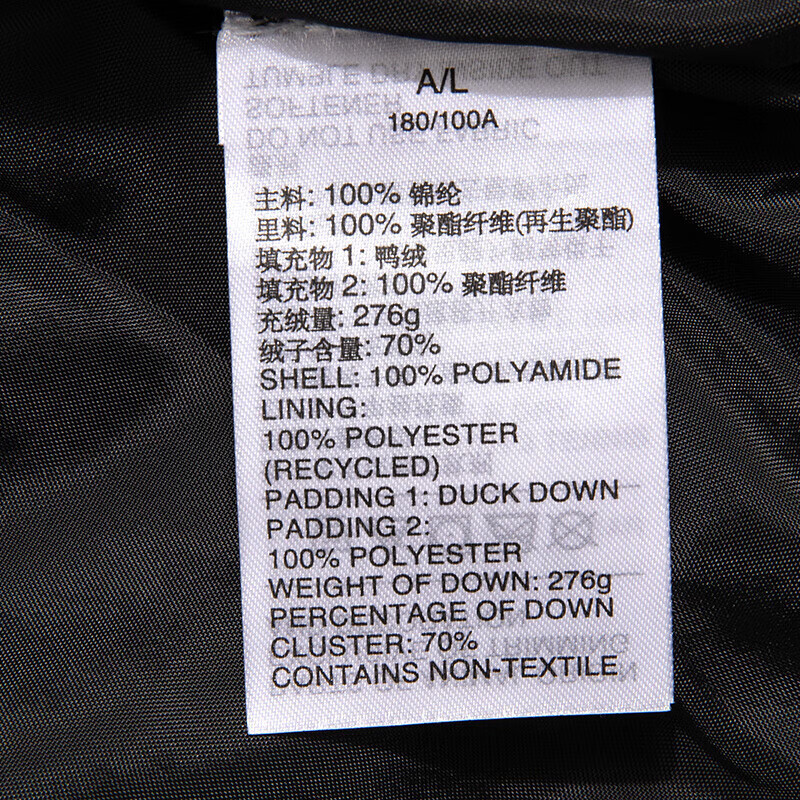 A/L
180/100A
主料: 100% 锦纶
里料: 100% 聚酯纤维(再生聚酯)
填充物 1: 鸭绒
填充物 2: 100% 聚酯纤维
充绒量: 276g
绒子含量: 70%
SHELL: 100% POLYAMIDE
LINING:
100% POLYESTER
(RECYCLED)
PADDING 1: DUCK DOWN
PADDING 2:
100% POLYESTER
WEIGHT OF DOWN: 276g
PERCENTAGE OF DOWN
CLUSTER: 70%
CONTAINS NON-TEXTILE